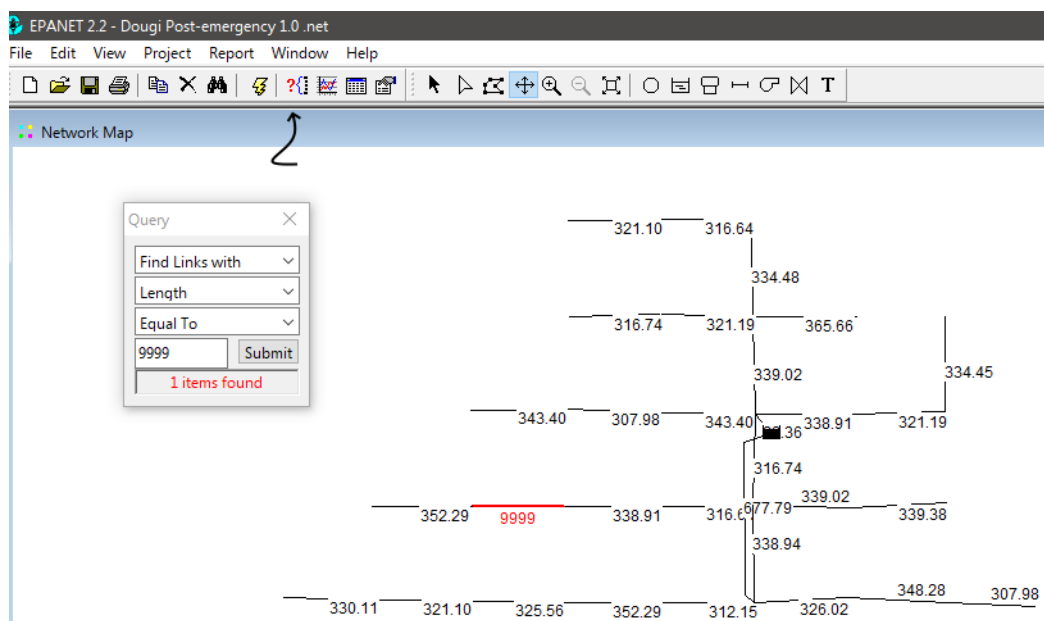 EPANET 2.2 - Dougi Post-emergency 1.0 .net
File Edit View Project Report Window Help
?{} T
Network Map
2
Query
Find Links with
Length
Equal To
9999 Submit
1 items found
321.10 316.64
334.48
316.74 321.19 365.66
339.02 334.45
343.40 307.98 343.40 .36 338.91 321.19
316.74
352.29 9999 338.91 316.6 677.79 339.02 339.38
338.94
330.11 321.10 325.56 352.29 312.15 326.02 348.28 307.98